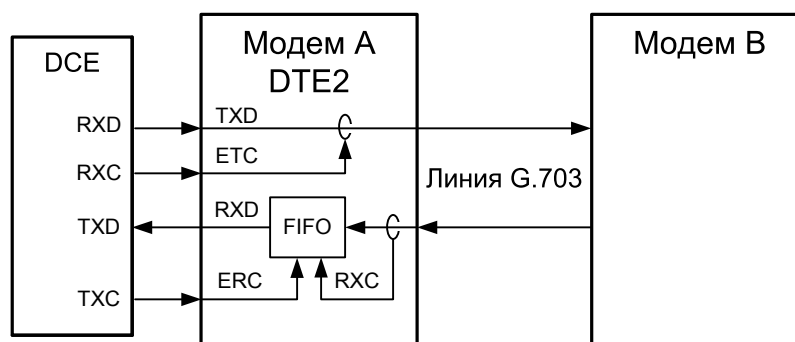 DCE
RXD
RXC
TXD
TXC
Модем А
DTE2
TXD
ETC
RXD
FIFO
ERC
RXC
Линия G.703
Модем В